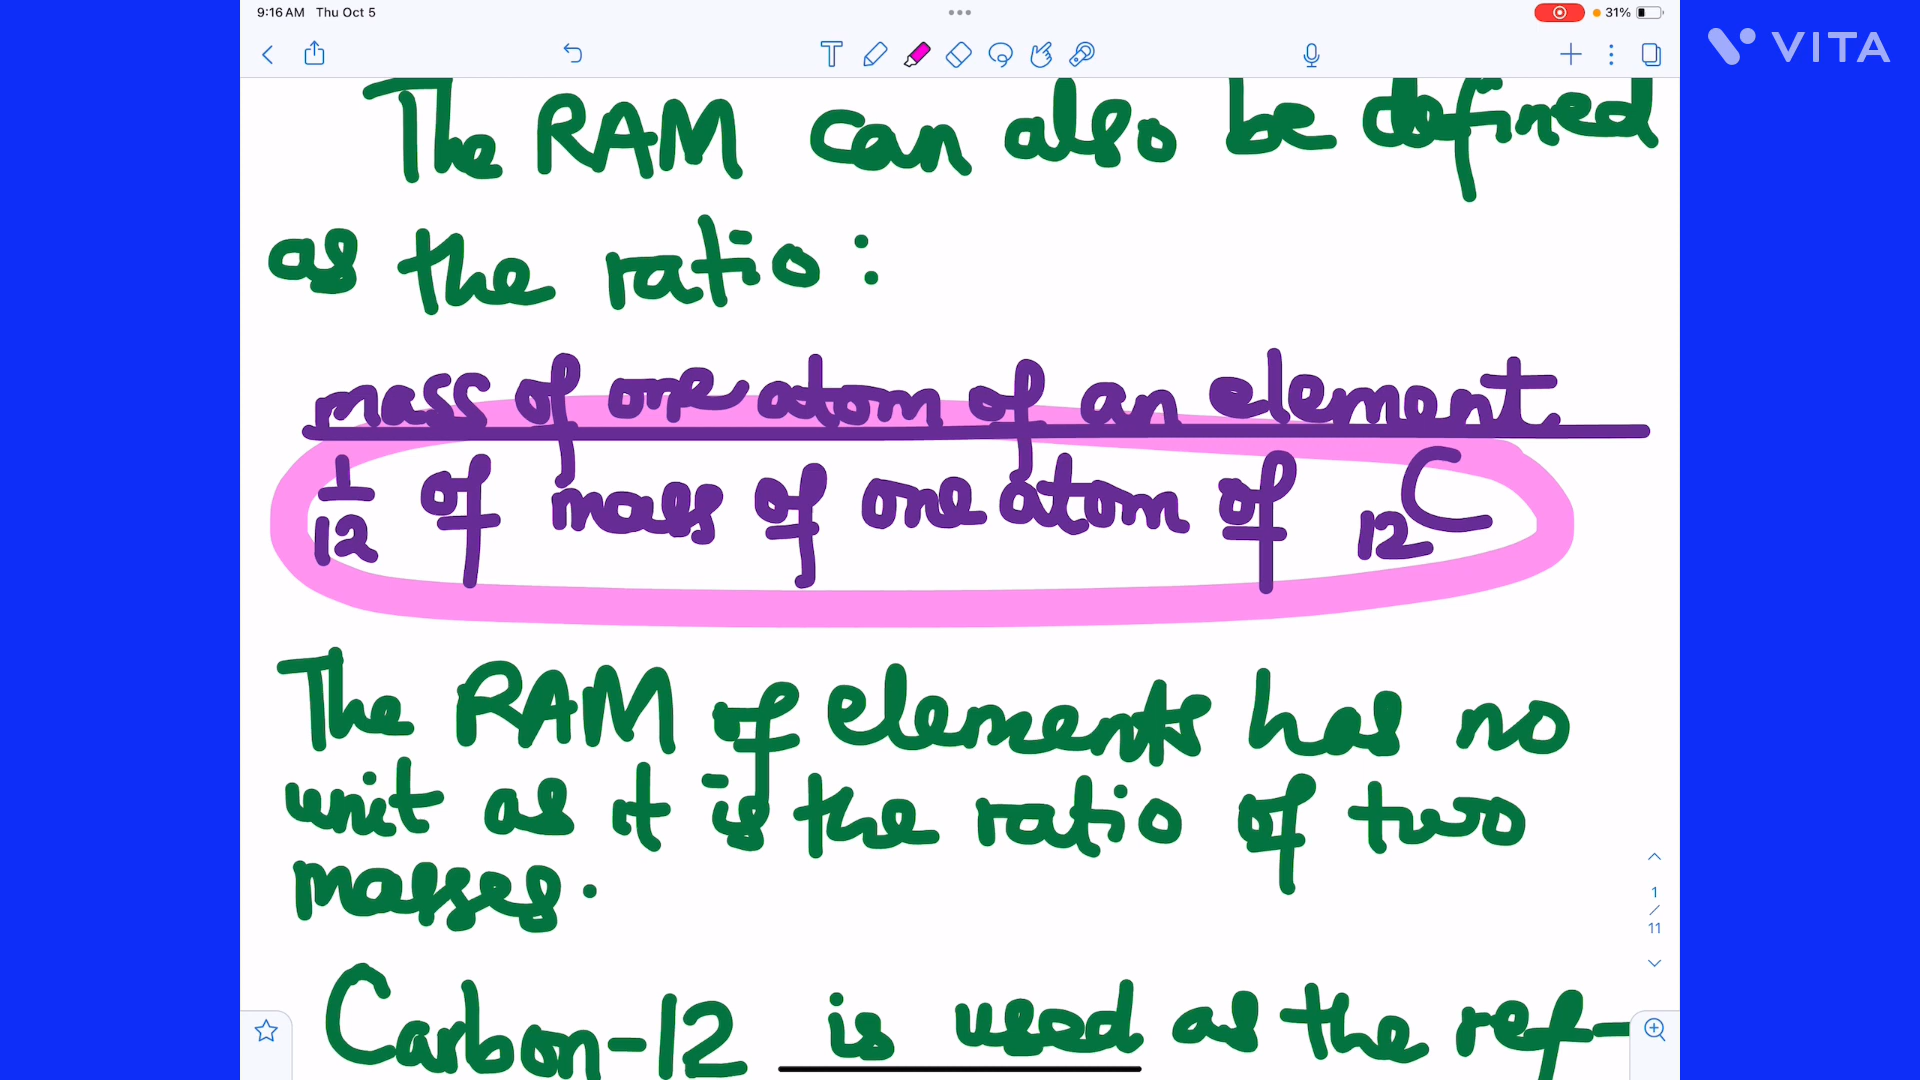 9:16 AM Thu Oct 5
31%
VITA
The RAM can also be defined
as the ratio:
mass of one atom of an element.
1/12 of mass of one atom of 12C
The RAM of elements has no
unit as it is the ratio of two
masses.
1
/
11
Carbon-12 is used as the ref-